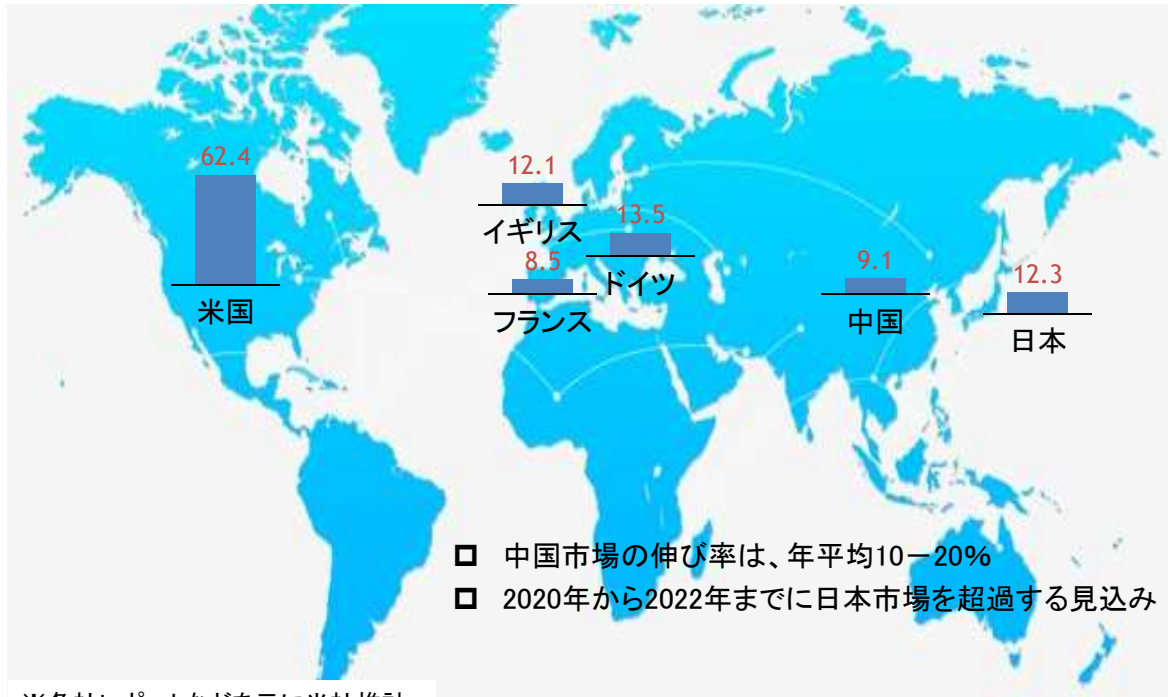 62.4
米国
12.1
イギリス
13.5
ドイツ
8.5
フランス
9.1
中国
12.3
日本
中国市場の伸び率は、年平均10－20%
2020年から2022年までに日本市場を超過する見込み